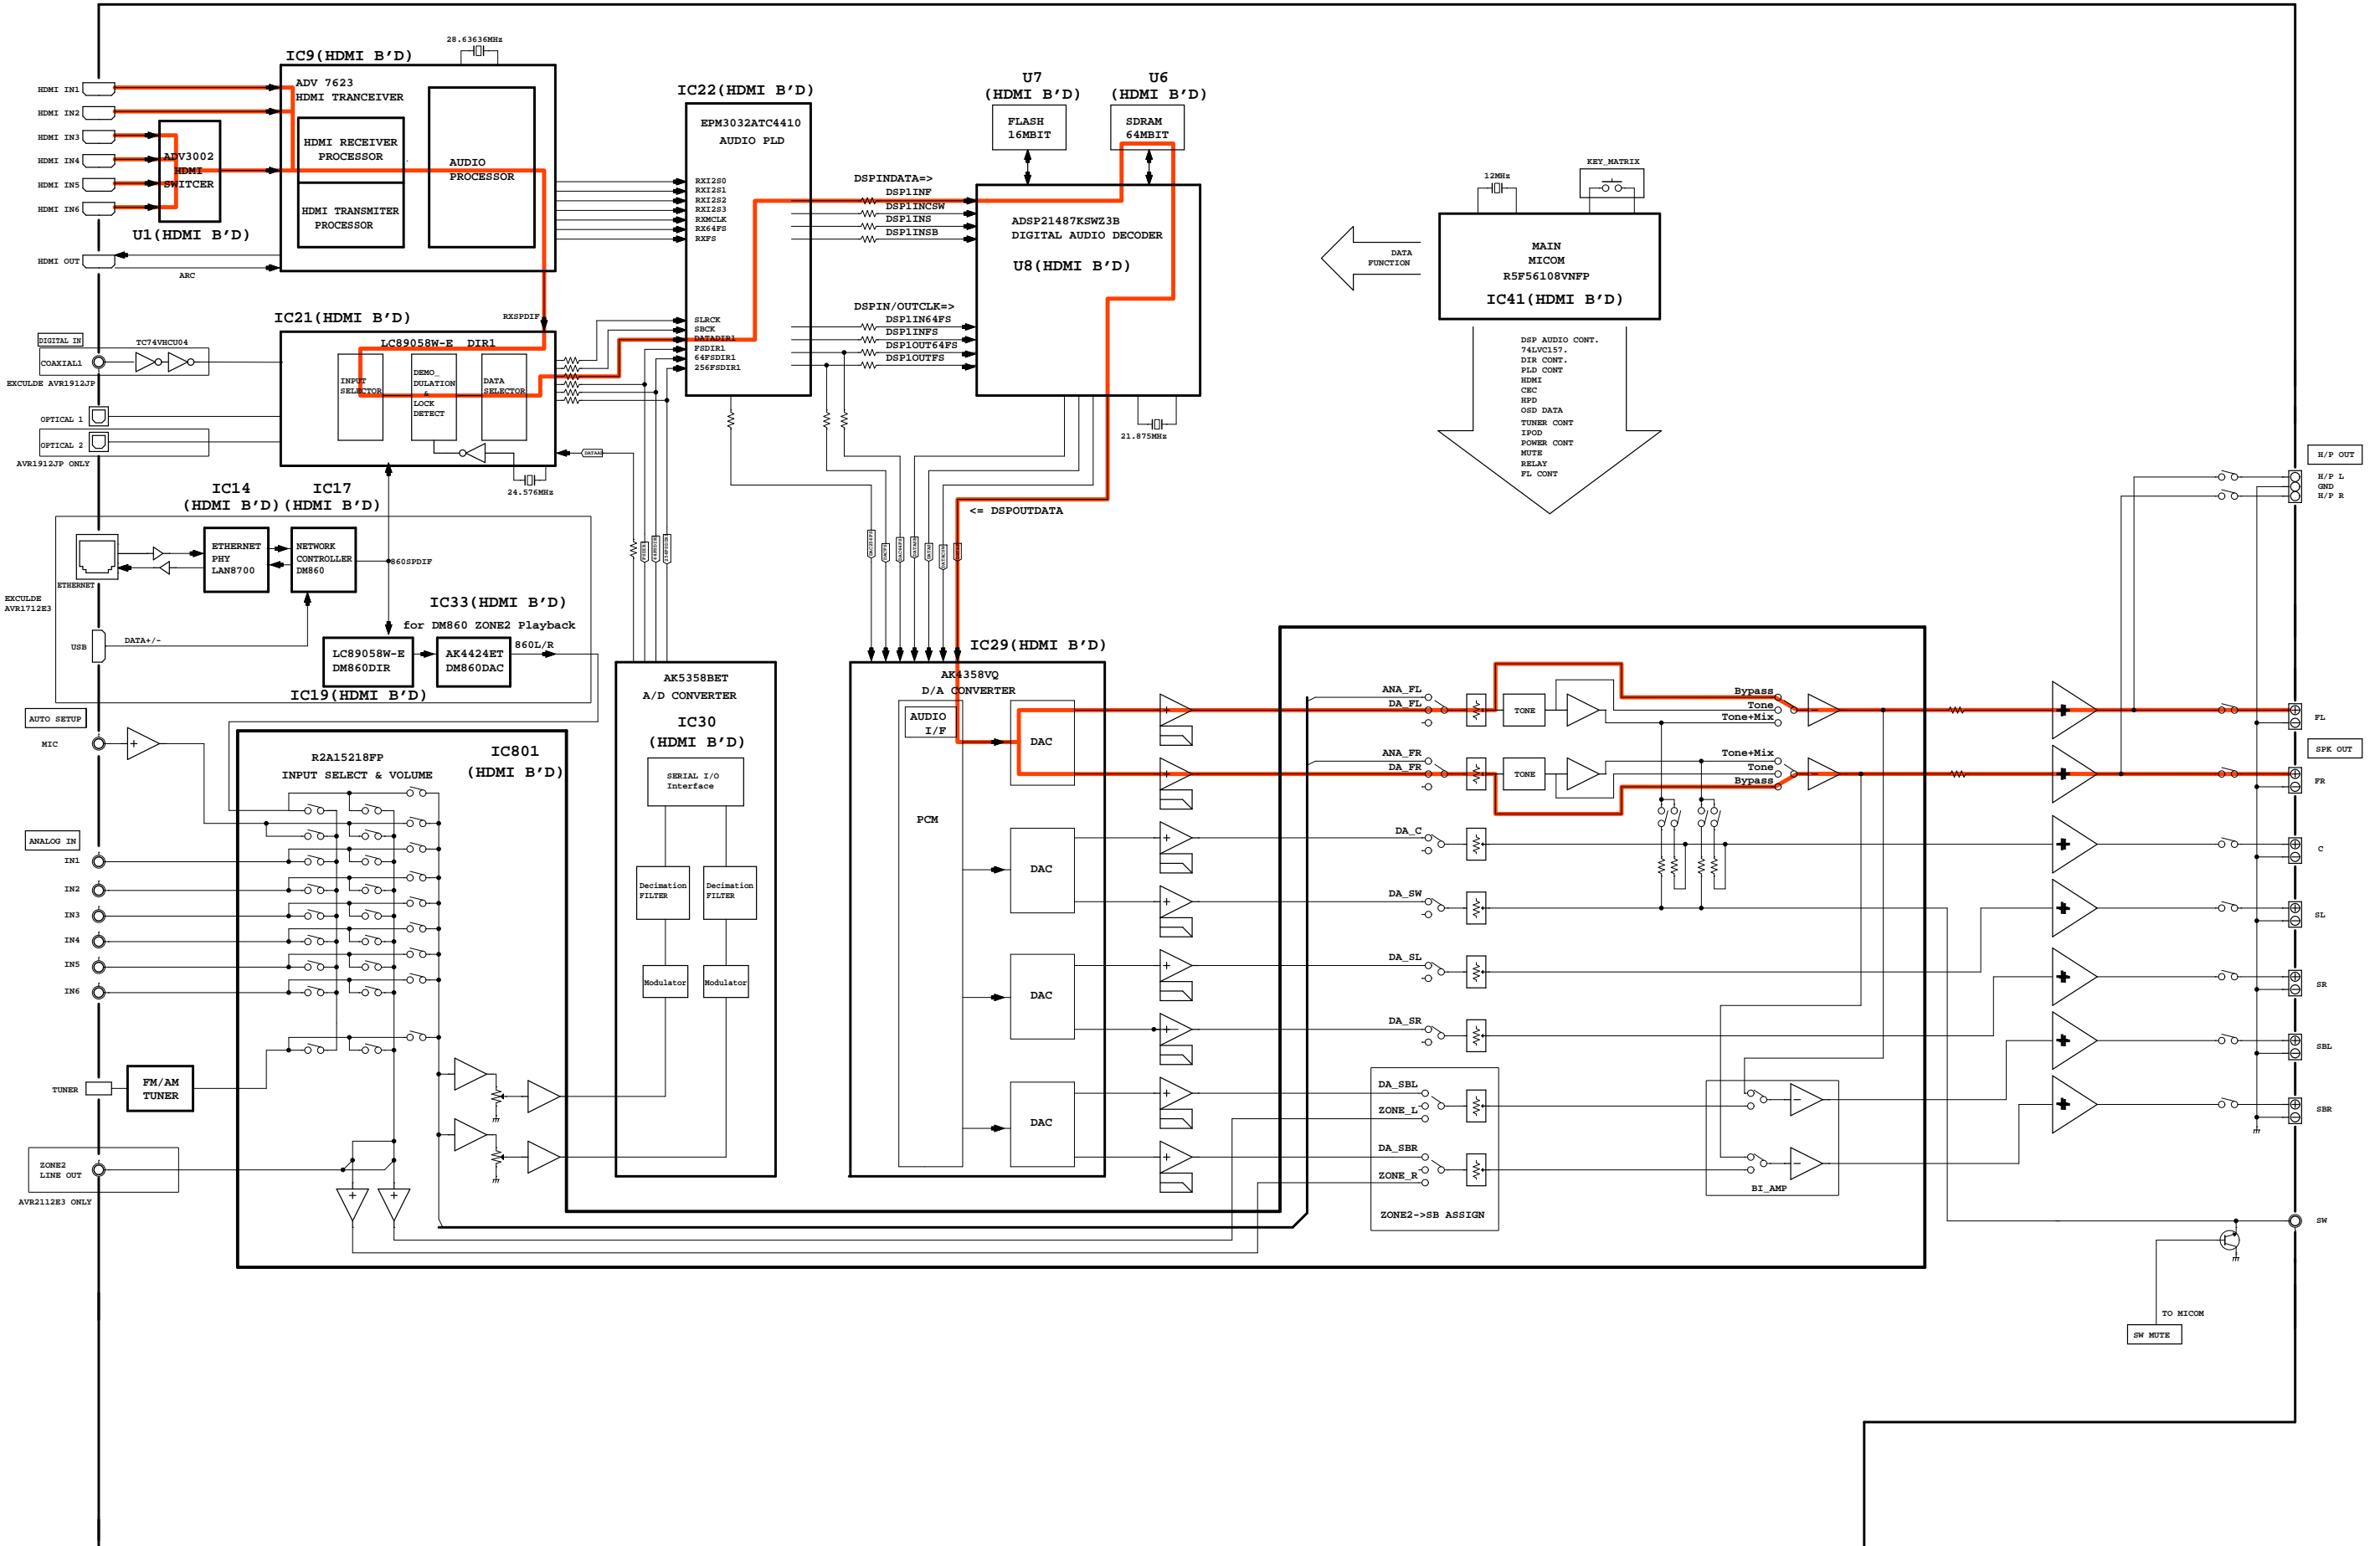 28.63636MHz
IC9(HDMI B'D)
ADV 7623
HDMI TRANCEIVER
HDMI RECEIVER
PROCESSOR
HDMI TRANSMITER
PROCESSOR
AUDIO
PROCESSOR
HDMI IN1
HDMI IN2
HDMI IN3
HDMI IN4
HDMI IN5
HDMI IN6
HDMI OUT
ARC
ADV3002
HDMI
SWITCER
U1(HDMI B'D)
IC22(HDMI B'D)
EPM3032ATC4410
AUDIO PLD
RXI2S0
RXI2S1
RXI2S2
RXI2S3
RXMCLK
RX64FS
RXFS
SLRCK
SBCK
DATADIR1
FSDIR1
64FSDIR1
256FSDIR1
DSPINDATA=>
DSP1INF
DSP1INCSW
DSP1INS
DSP1INSB
DSPIN/OUTCLK=>
DSP1IN64FS
DSP1INFS
DSP1OUT64FS
DSP1OUTFS
U7
(HDMI B'D)
FLASH
16MBIT
U6
(HDMI B'D)
SDRAM
64MBIT
ADSP21487KSWZ3B
DIGITAL AUDIO DECODER
U8(HDMI B'D)
21.875MHz
<= DSPOUTDATA
KEY_MATRIX
12MHz
MAIN
MICOM
R5F56108VNFP
IC41(HDMI B'D)
DATA
FUNCTION
DSP AUDIO CONT.
74LVC157.
DIR CONT.
PLD CONT
HDMI
CEC
HPD
OSD DATA
TUNER CONT
IPOD
POWER CONT
MUTE
RELAY
FL CONT
IC21(HDMI B'D)
RXSPDIF
LC89058W-E DIR1
INPUT
SELECTOR
DEMO_
DULATION
&
LOCK
DETECT
DATA
SELECTOR
24.576MHz
DIGITAL IN
TC74VHCU04
COAXIAL1
EXCULDE AVR1912JP
OPTICAL 1
OPTICAL 2
AVR1912JP ONLY
IC14
(HDMI B'D)
IC17
(HDMI B'D)
ETHERNET
PHY
LAN8700
NETWORK
CONTROLLER
DM860
860SPDIF
ETHERNET
EXCULDE
AVR1712E3
USB
DATA+/-
IC33(HDMI B'D)
for DM860 ZONE2 Playback
LC89058W-E
DM860DIR
AK4424ET
DM860DAC
860L/R
IC19(HDMI B'D)
AUTO SETUP
MIC
R2A15218FP
INPUT SELECT & VOLUME
IC801
(HDMI B'D)
ANALOG IN
IN1
IN2
IN3
IN4
IN5
IN6
TUNER
FM/AM
TUNER
ZONE2
LINE OUT
AVR2112E3 ONLY
AK5358BET
A/D CONVERTER
IC30
(HDMI B'D)
SERIAL I/O
Interface
Decimation
FILTER
Decimation
FILTER
Modulator
Modulator
IC29(HDMI B'D)
AK4358VQ
D/A CONVERTER
AUDIO
I/F
PCM
DAC
DAC
DAC
DAC
ANA_FL
DA_FL
ANA_FR
DA_FR
DA_C
DA_SW
DA_SL
DA_SR
DA_SBL
ZONE_L
DA_SBR
ZONE_R
ZONE2->SB ASSIGN
TONE
TONE
Bypass
Tone
Tone+Mix
Tone+Mix
Tone
Bypass
BI_AMP
H/P OUT
H/P L
GND
H/P R
FL
SPK OUT
FR
C
SL
SR
SBL
SBR
SW
TO MICOM
SW MUTE